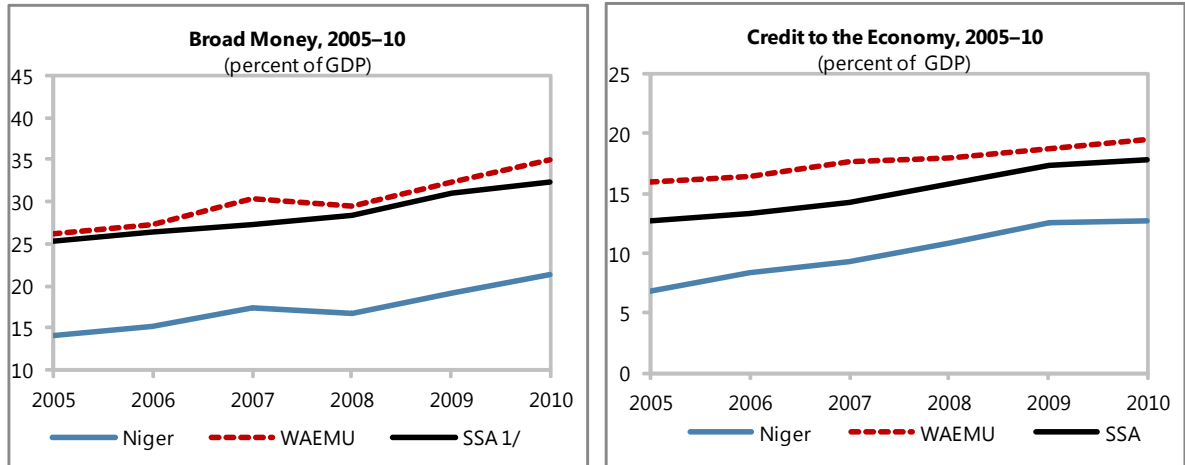 Broad Money, 2005–10
(percent of GDP)
45
40
35
30
25
20
15
10
2005 2006 2007 2008 2009 2010
Niger WAEMU SSA 1/
Credit to the Economy, 2005–10
(percent of GDP)
25
20
15
10
5
0
2005 2006 2007 2008 2009 2010
Niger WAEMU SSA